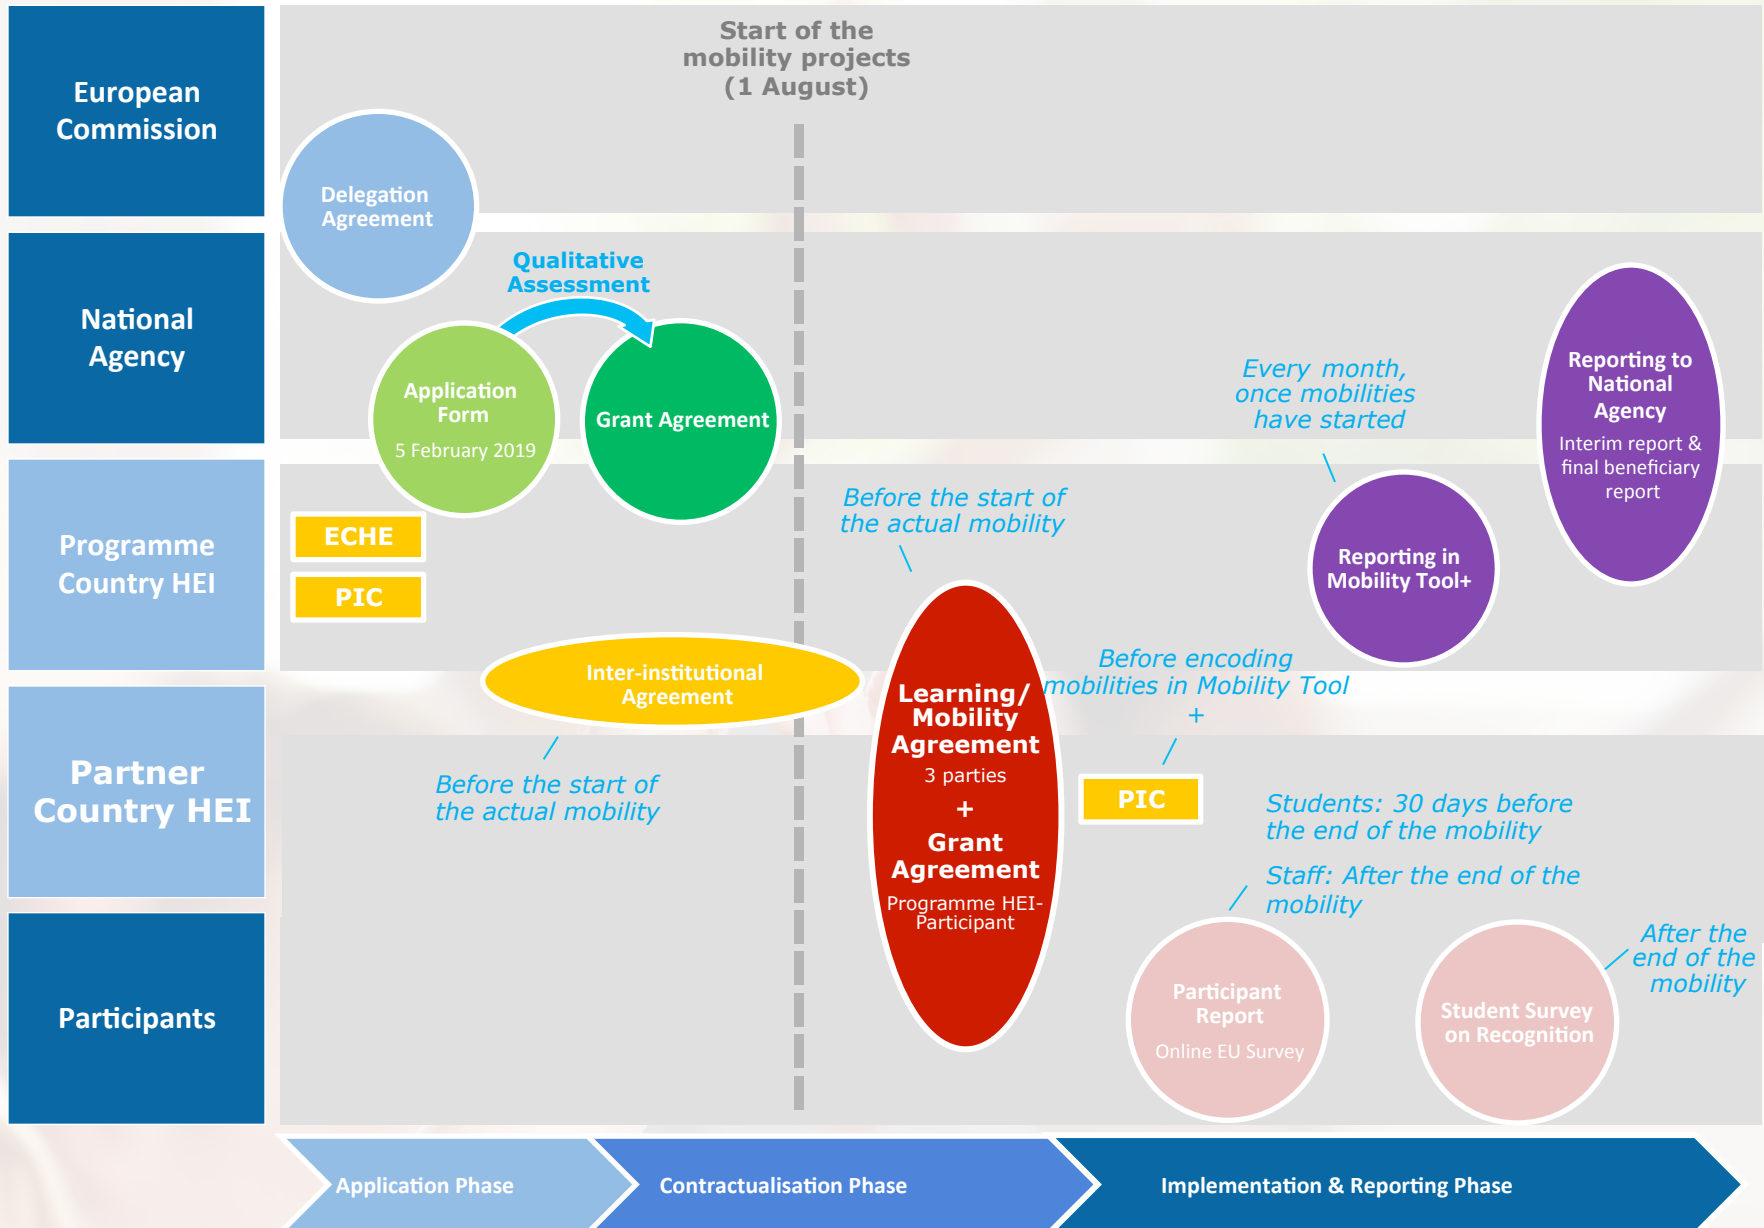 Start of the
mobility projects
(1 August)
European
Commission
Delegation
Agreement
National
Agency
Qualitative
Assessment
Application
Form
5 February 2019
Grant Agreement
Every month,
once mobilities
have started
Reporting to
National
Agency
Interim report &
final beneficiary
report
Programme
Country HEI
ECHE
PIC
Before the start of
the actual mobility
Reporting in
Mobility Tool+
Inter-institutional
Agreement
Before the start of
the actual mobility
Learning/
Mobility
Agreement
3 parties
+
Grant
Agreement
Programme HEI-
Participant
Before encoding
mobilities in Mobility Tool
+
Partner
Country HEI
PIC
Students: 30 days before
the end of the mobility
Staff: After the end of the
mobility
Participants
Participant
Report
Online EU Survey
Student Survey
on Recognition
After the
end of the
mobility
Application Phase
Contractualisation Phase
Implementation & Reporting Phase